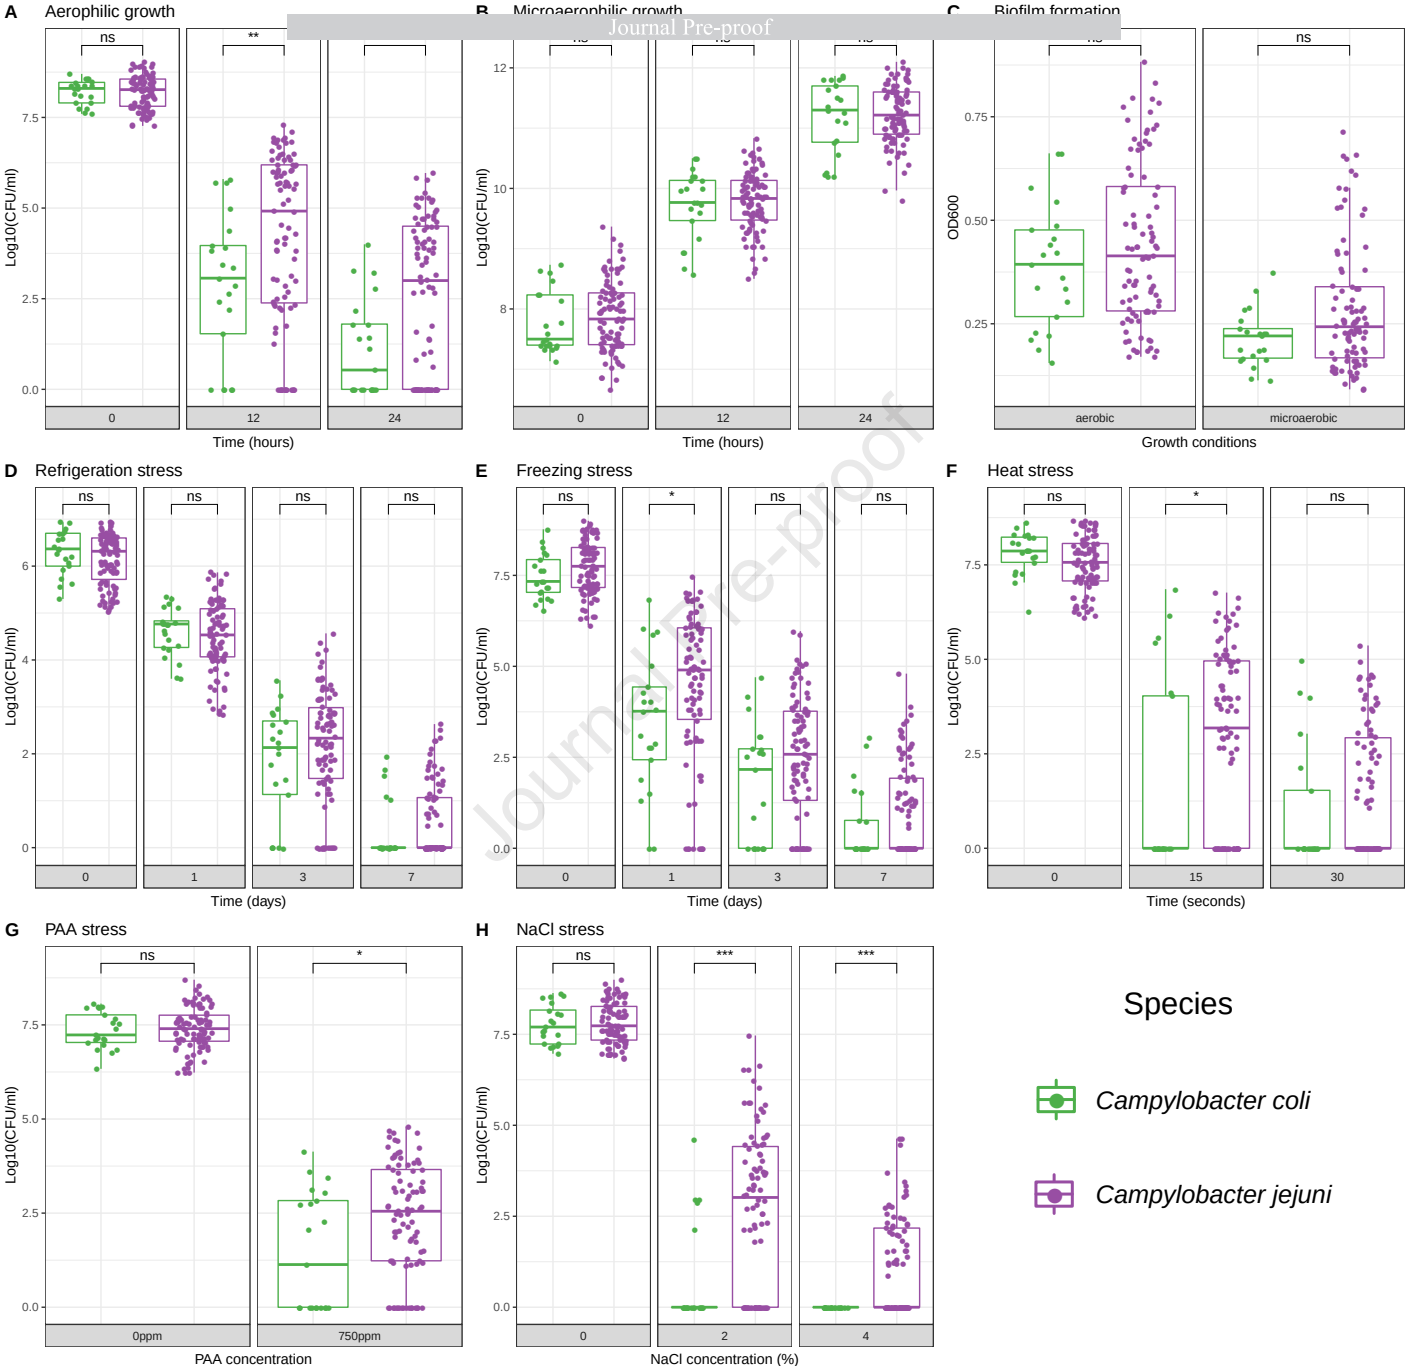 Journal Pre-proof
A Aerophilic growth
ns
**
7.5
5.0
2.5
0.0
Log10(CFU/ml)
0
12
24
Time (hours)
B Microaerophilic growth
ns
ns
12
10
8
Log10(CFU/ml)
0
12
24
Time (hours)
C Biofilm formation
ns
ns
0.75
0.50
0.25
OD600
aerobic
microaerobic
Growth conditions
D Refrigeration stress
ns
ns
ns
ns
6
4
2
0
Log10(CFU/ml)
0
1
3
7
Time (days)
E Freezing stress
ns
*
ns
ns
7.5
5.0
2.5
0.0
Log10(CFU/ml)
0
1
3
7
Time (days)
F Heat stress
ns
*
ns
7.5
5.0
2.5
0.0
Log10(CFU/ml)
0
15
30
Time (seconds)
G PAA stress
ns
*
7.5
5.0
2.5
0.0
Log10(CFU/ml)
0ppm
750ppm
PAA concentration
H NaCl stress
ns
***
***
7.5
5.0
2.5
0.0
Log10(CFU/ml)
0
2
4
NaCl concentration (%)
Species
Campylobacter coli
Campylobacter jejuni
Journal Pre-proof